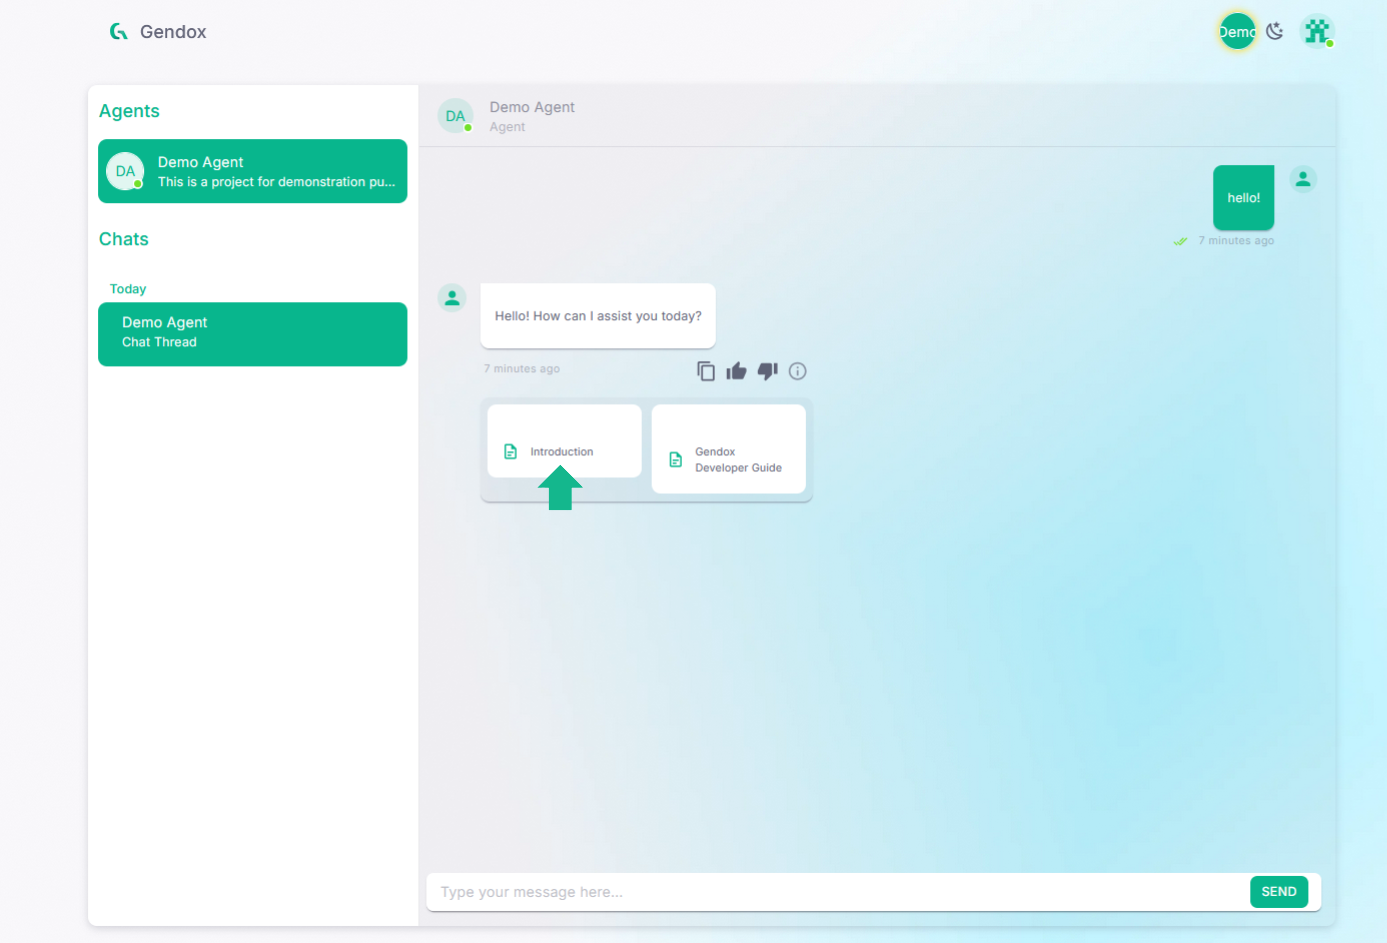 Gendox
Demo
Agents
DA
Demo Agent
This is a project for demonstration pu...
Chats
Today
Demo Agent
Chat Thread
DA
Demo Agent
Agent
hello!
7 minutes ago
Hello! How can I assist you today?
7 minutes ago
Introduction
Gendox
Developer Guide
Type your message here...
SEND